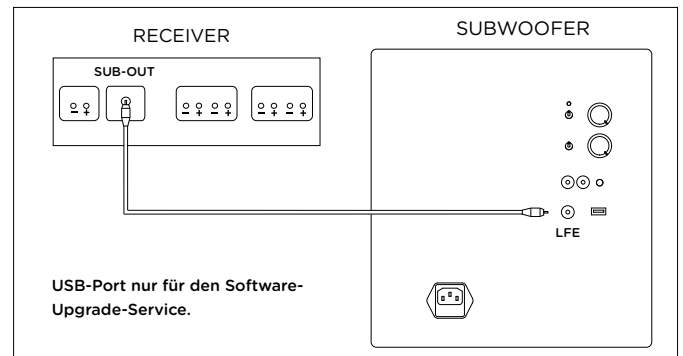 RECEIVER
SUBWOOFER
SUB-OUT
– + – + – + – + – +
LFE
USB-Port nur für den Software-
Upgrade-Service.